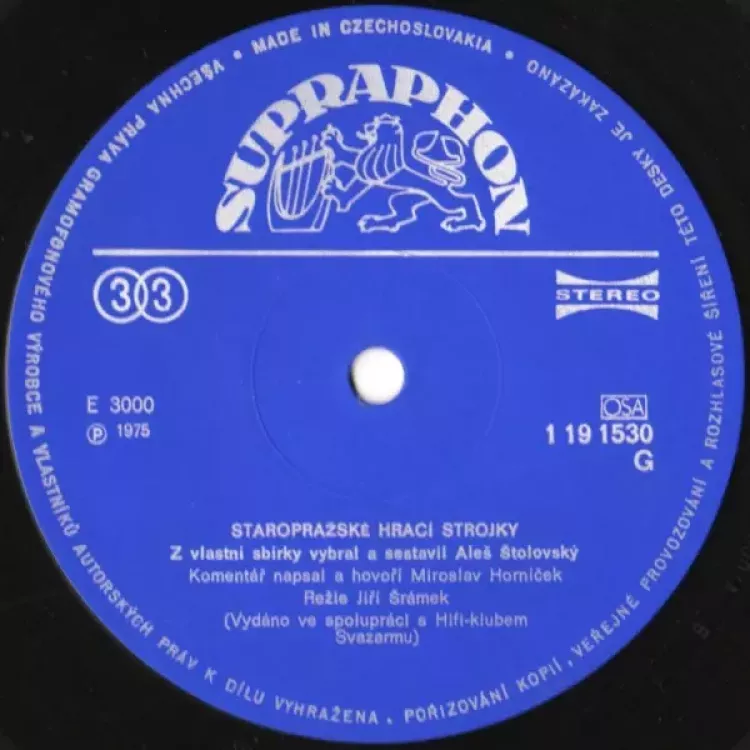 VŠECHNA PRÁVA GRAMOFONOVÉHO VÝROBCE A VLASTNÍKŮ AUTORSKÝCH PRÁV K DÍLU VYHRAŽENA. POŘIZOVÁNÍ KOPIÍ, VEŘEJNÉ PROVOZOVÁNÍ A ROZHLASOVÉ ŠÍŘENÍ TÉTO DESKY JE ZAKÁZÁNO
• MADE IN CZECHOSLOVAKIA •
SUPRAPHON
33
STEREO
E 3000
℗ 1975
OSA
1 19 1530
G
STAROPRAŽSKÉ HRACÍ STROJKY
Z vlastní sbírky vybral a sestavil Aleš Štolovský
Komentář napsal a hovoří Miroslav Horníček
Režie Jiří Šrámek
(Vydáno ve spolupráci s Hifi-klubem
Svazarmu)